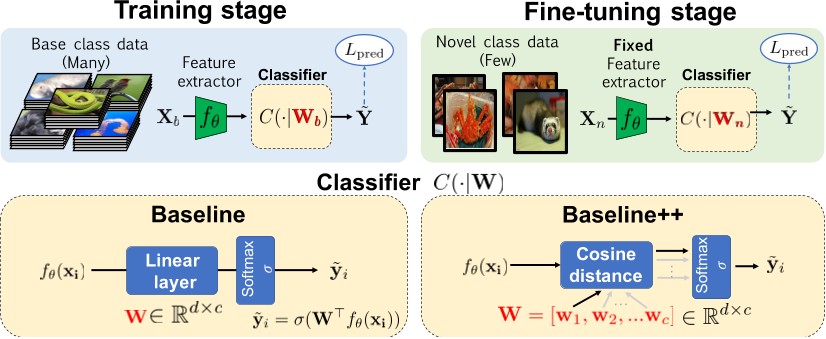 Training stage
Base class data
(Many)
Feature
extractor
Classifier
L_pred
X_b
f_θ
C(·|W_b)
Ỹ
Fine-tuning stage
Novel class data
(Few)
Fixed
Feature
extractor
Classifier
L_pred
X_n
f_θ
C(·|W_n)
Ỹ
Classifier C(·|W)
Baseline
f_θ(x_i)
Linear
layer
Softmax
σ
ỹ_i
W ∈ ℝ^{d×c}
ỹ_i = σ(W^⊤ f_θ(x_i))
Baseline++
f_θ(x_i)
Cosine
distance
Softmax
σ
ỹ_i
W = [w_1, w_2, ...w_c] ∈ ℝ^{d×c}